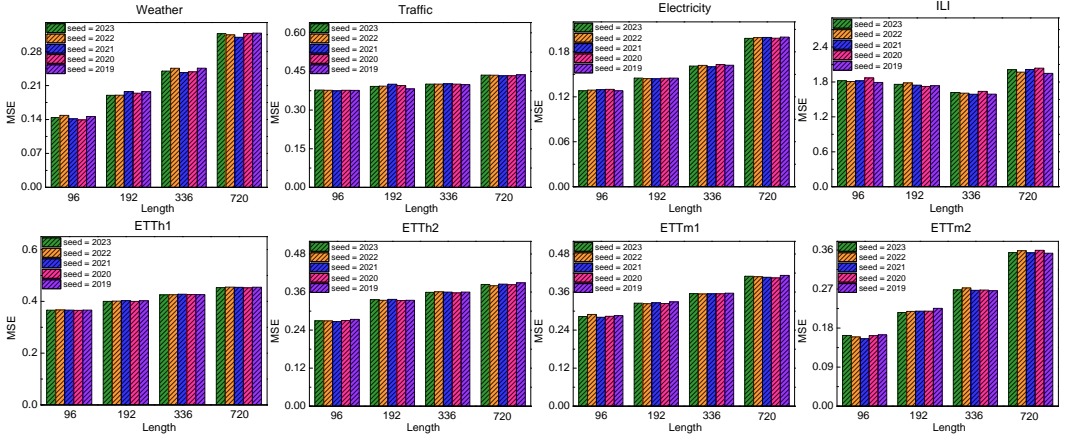 Weather
seed = 2023
seed = 2022
seed = 2021
seed = 2020
seed = 2019
MSE
0.28
0.21
0.14
0.07
0.00
96 192 336 720
Length
Traffic
seed = 2023
seed = 2022
seed = 2021
seed = 2020
seed = 2019
MSE
0.60
0.45
0.30
0.15
0.00
96 192 336 720
Length
Electricity
seed = 2023
seed = 2022
seed = 2021
seed = 2020
seed = 2019
MSE
0.18
0.12
0.06
0.00
96 192 336 720
Length
ILI
seed = 2023
seed = 2022
seed = 2021
seed = 2020
seed = 2019
MSE
2.4
1.8
1.2
0.6
0.0
96 192 336 720
Length
ETTh1
seed = 2023
seed = 2022
seed = 2021
seed = 2020
seed = 2019
MSE
0.6
0.4
0.2
0.0
96 192 336 720
Length
ETTh2
seed = 2023
seed = 2022
seed = 2021
seed = 2020
seed = 2019
MSE
0.48
0.36
0.24
0.12
0.00
96 192 336 720
Length
ETTm1
seed = 2023
seed = 2022
seed = 2021
seed = 2020
seed = 2019
MSE
0.48
0.36
0.24
0.12
0.00
96 192 336 720
Length
ETTm2
seed = 2023
seed = 2022
seed = 2021
seed = 2020
seed = 2019
MSE
0.36
0.27
0.18
0.09
0.00
96 192 336 720
Length